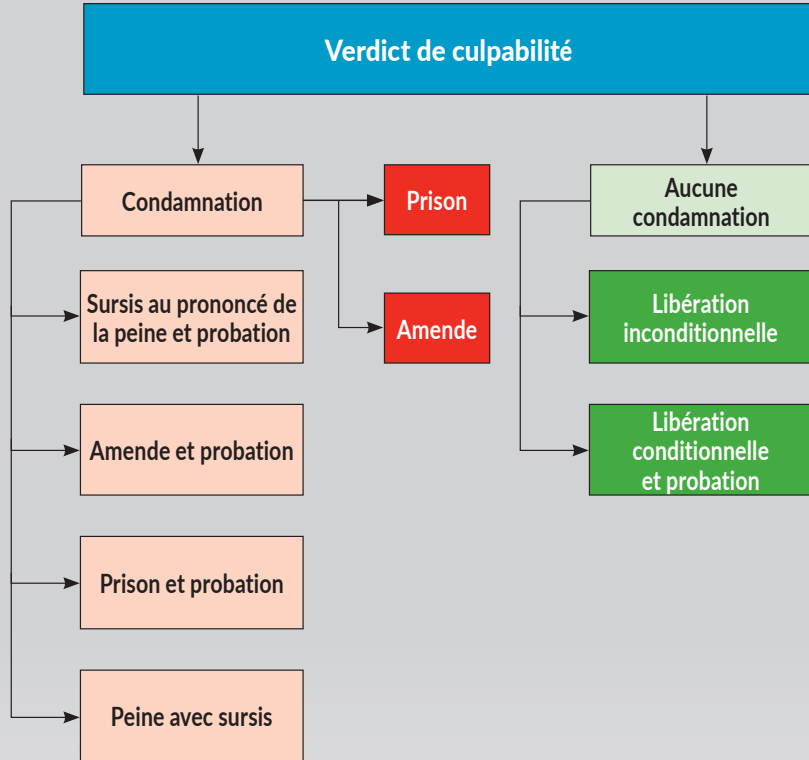 Verdict de culpabilité
Condamnation
Prison
Aucune
condamnation
Sursis au prononcé de
la peine et probation
Amende
Libération
inconditionnelle
Amende et probation
Libération
conditionnelle
et probation
Prison et probation
Peine avec sursis